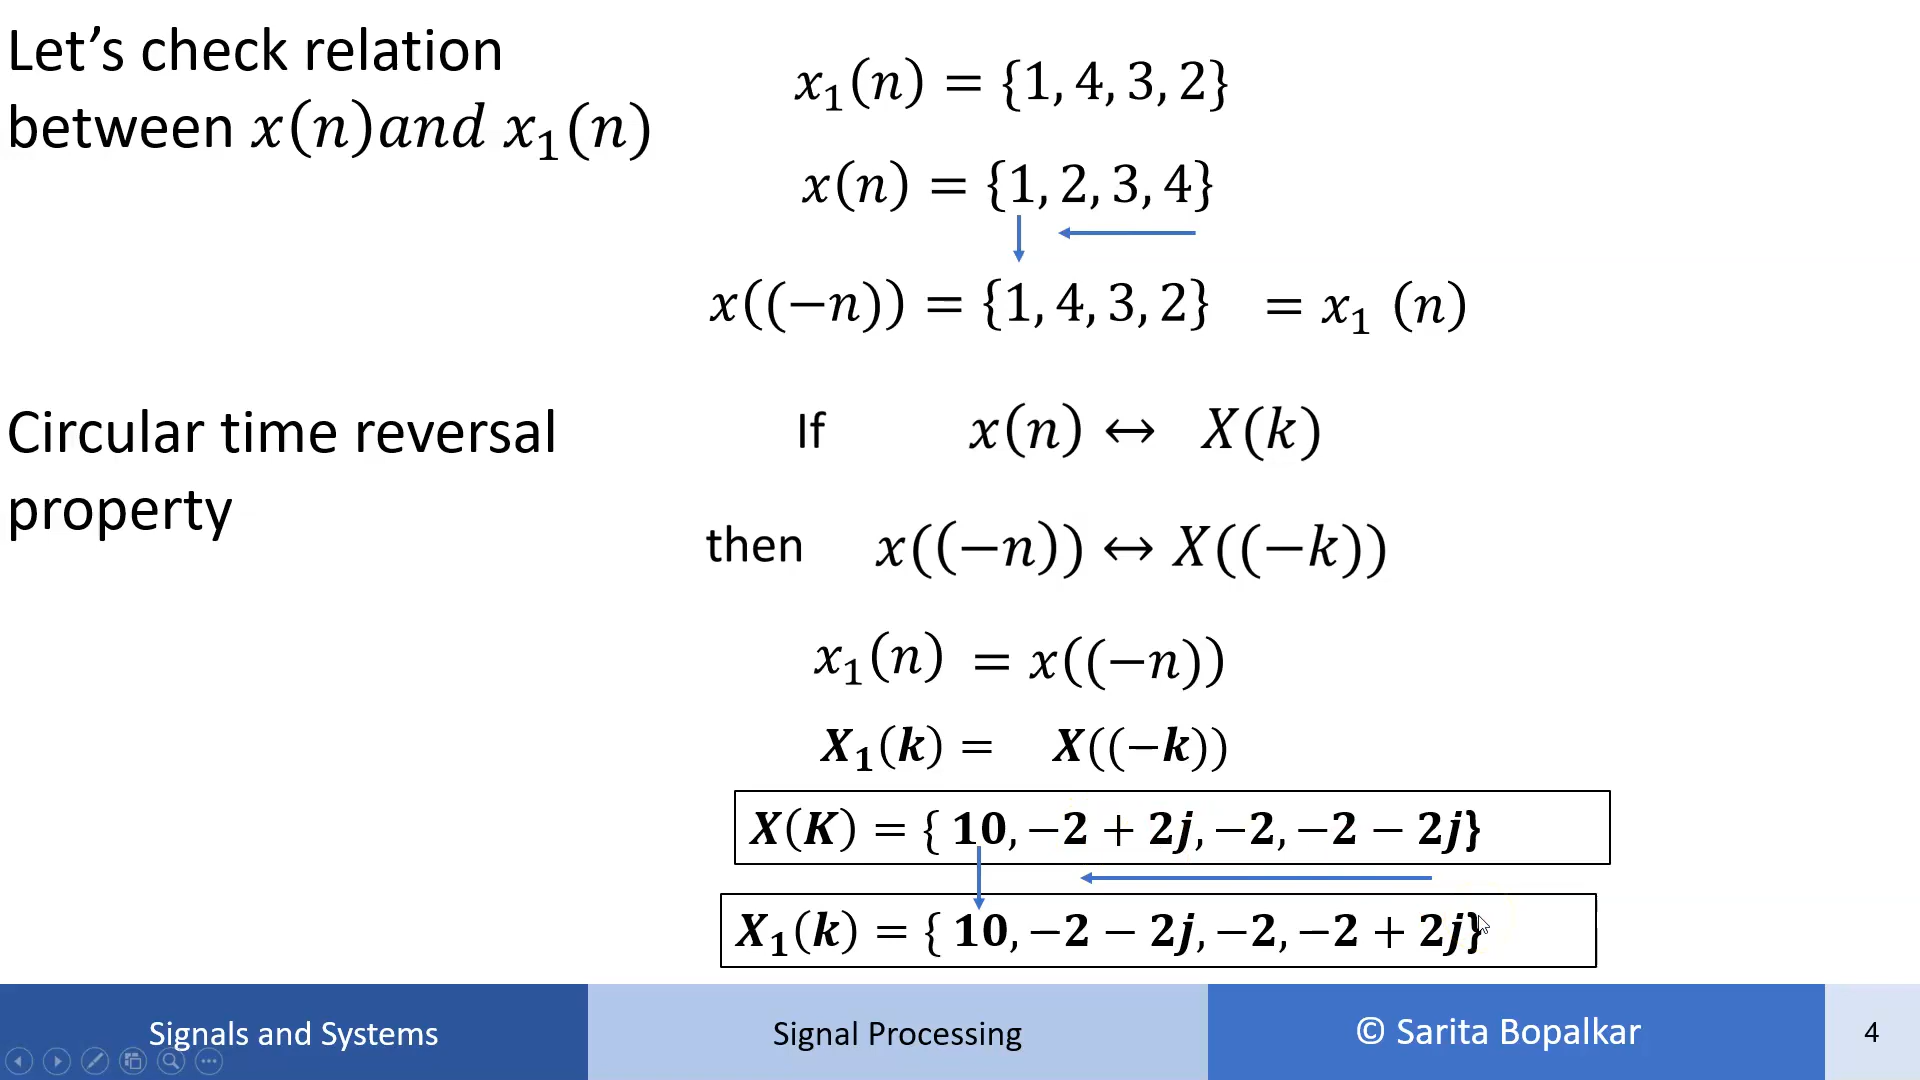 Let’s check relation
between x(n)and x₁(n)
x₁(n) = {1, 4, 3, 2}
x(n) = {1, 2, 3, 4}
x((−n)) = {1, 4, 3, 2} = x₁ (n)
Circular time reversal
property
If x(n) ↔ X(k)
then x((−n)) ↔ X((−k))
x₁(n) = x((−n))
X₁(k) = X((−k))
X(K) = { 10, −2 + 2j, −2, −2 − 2j}
X₁(k) = { 10, −2 − 2j, −2, −2 + 2j}
Signals and Systems
Signal Processing
© Sarita Bopalkar
4